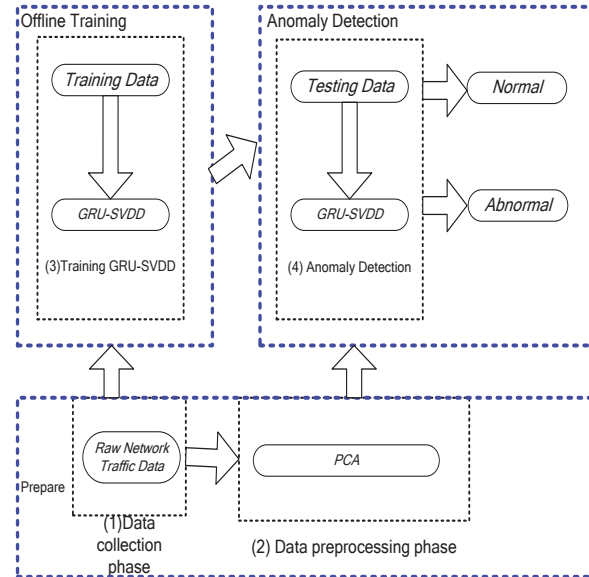 Offline Training
Training Data
GRU-SVDD
(3)Training GRU-SVDD
Anomaly Detection
Testing Data
Normal
GRU-SVDD
Abnormal
(4) Anomaly Detection
Prepare
Raw Network
Traffic Data
PCA
(1)Data
collection
phase
(2) Data preprocessing phase